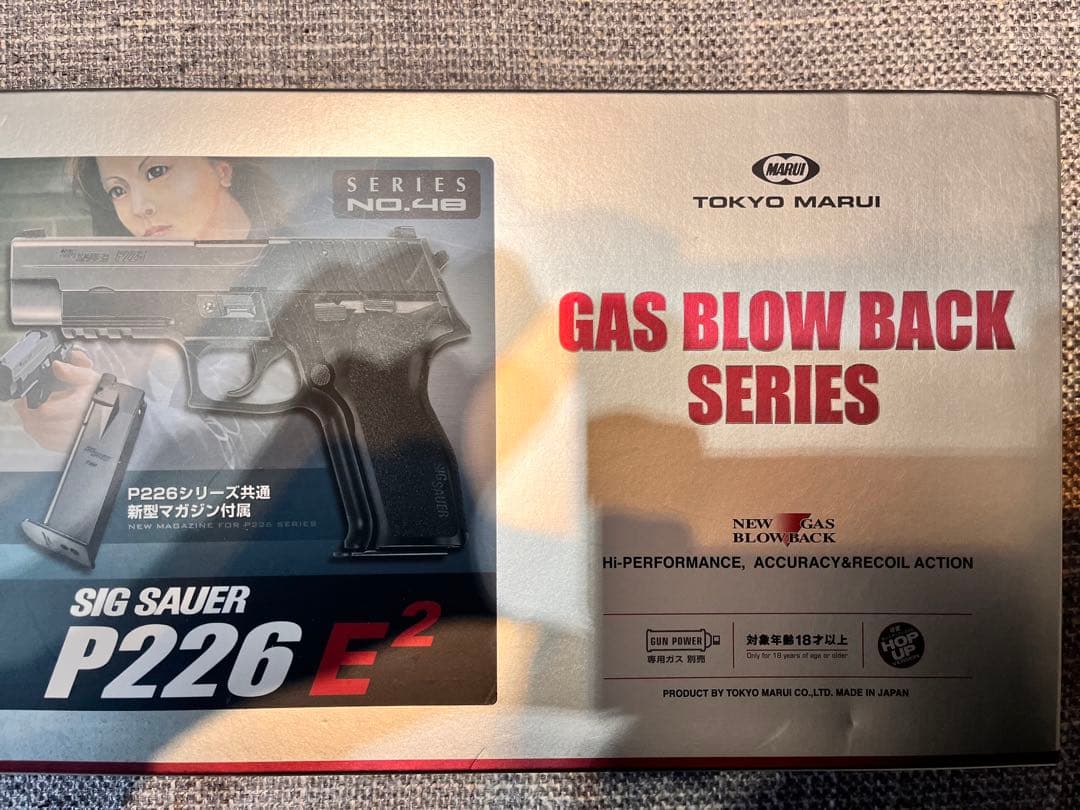 SERIES
NO.48
P226シリーズ共通
新型マガジン付属
NEW MAGAZINE FOR P226 SERIES
SIG SAUER
SIG SAUER
P226 E2
MARUI
TOKYO MARUI
GAS BLOW BACK
SERIES
NEW GAS
BLOW BACK
Hi-PERFORMANCE, ACCURACY&RECOIL ACTION
GUN POWER
専用ガス 別売
対象年齢18才以上
Only for 18 years of age or older
HOP
UP
PRODUCT BY TOKYO MARUI CO.,LTD. MADE IN JAPAN